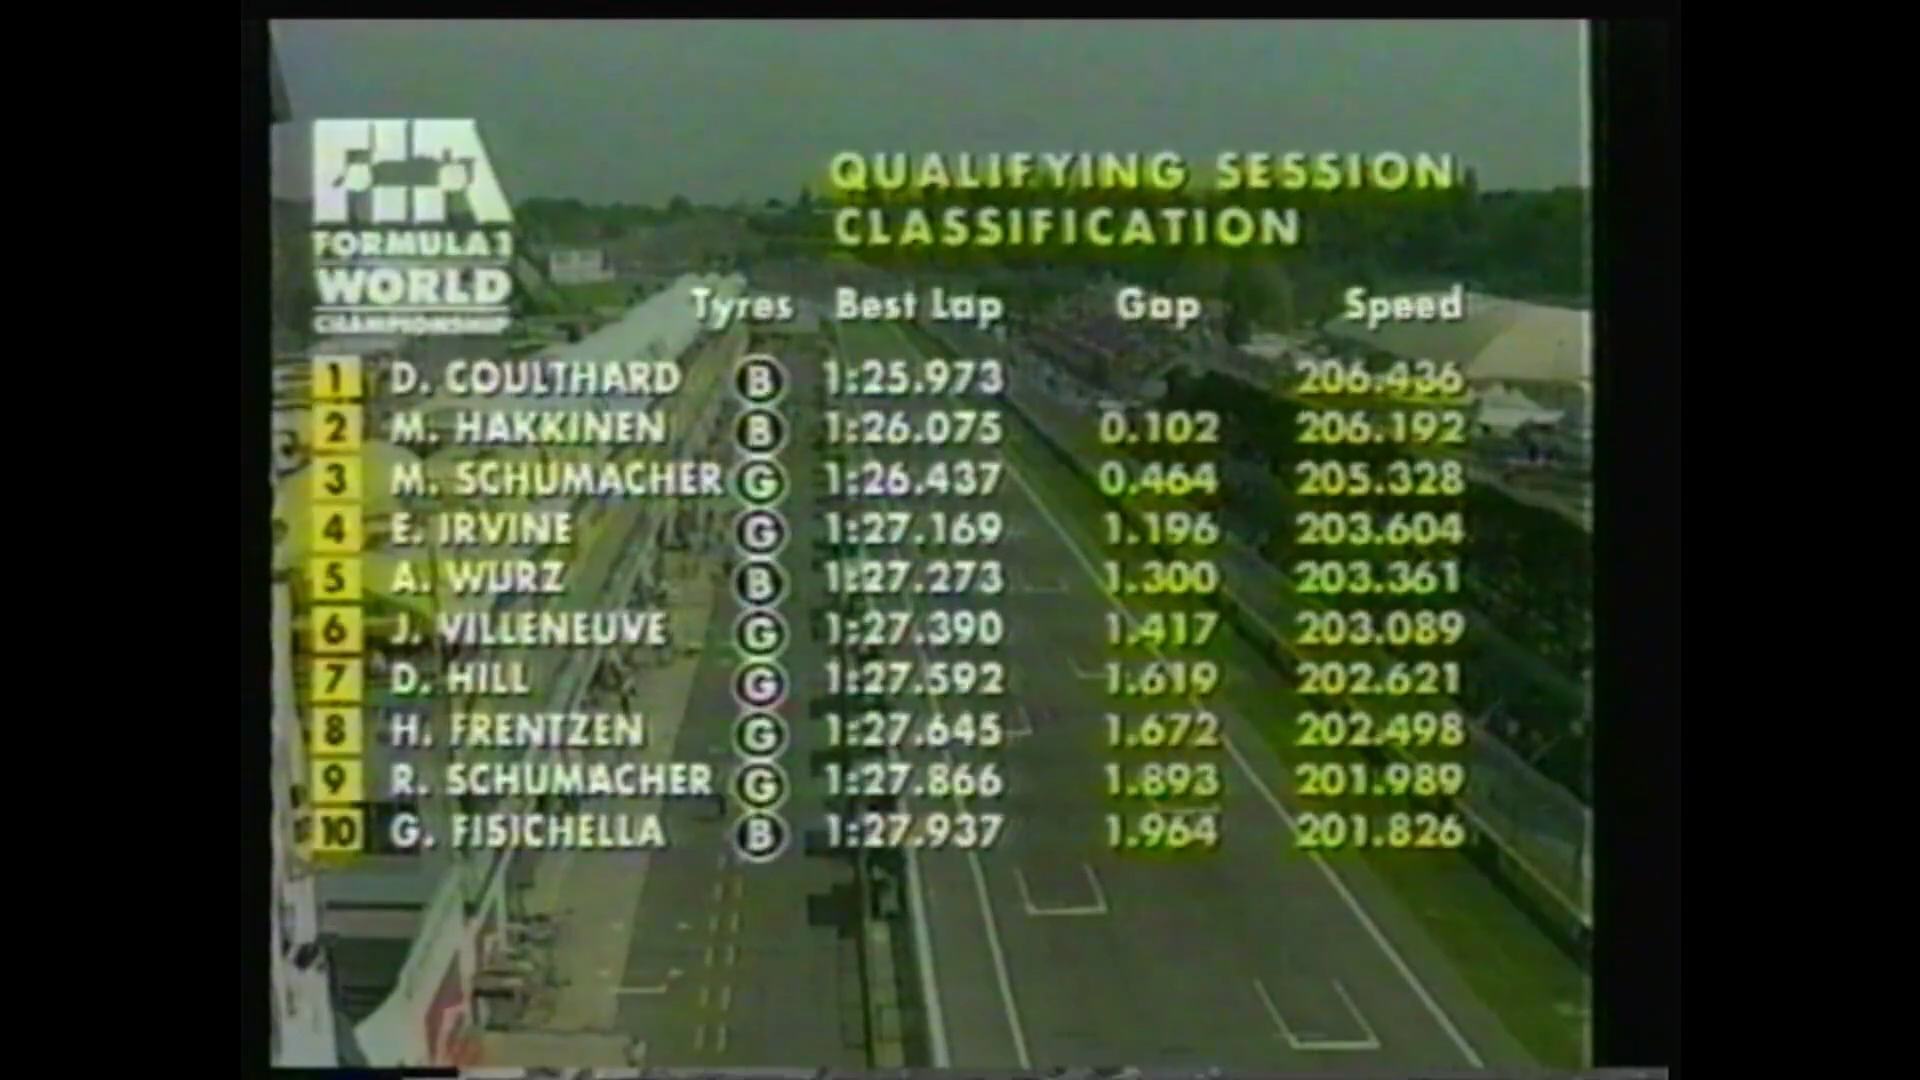 FIA
FORMULA 1
WORLD
CHAMPIONSHIP
QUALIFYING SESSION
CLASSIFICATION
Tyres Best Lap Gap Speed
1 D. COULTHARD B 1:25.973 206.436
2 M. HAKKINEN B 1:26.075 0.102 206.192
3 M. SCHUMACHER G 1:26.437 0.464 205.328
4 E. IRVINE G 1:27.169 1.196 203.604
5 A. WURZ B 1:27.273 1.300 203.361
6 J. VILLENEUVE G 1:27.390 1.417 203.089
7 D. HILL G 1:27.592 1.619 202.621
8 H. FRENTZEN G 1:27.645 1.672 202.498
9 R. SCHUMACHER G 1:27.866 1.893 201.989
10 G. FISICHELLA B 1:27.937 1.964 201.826